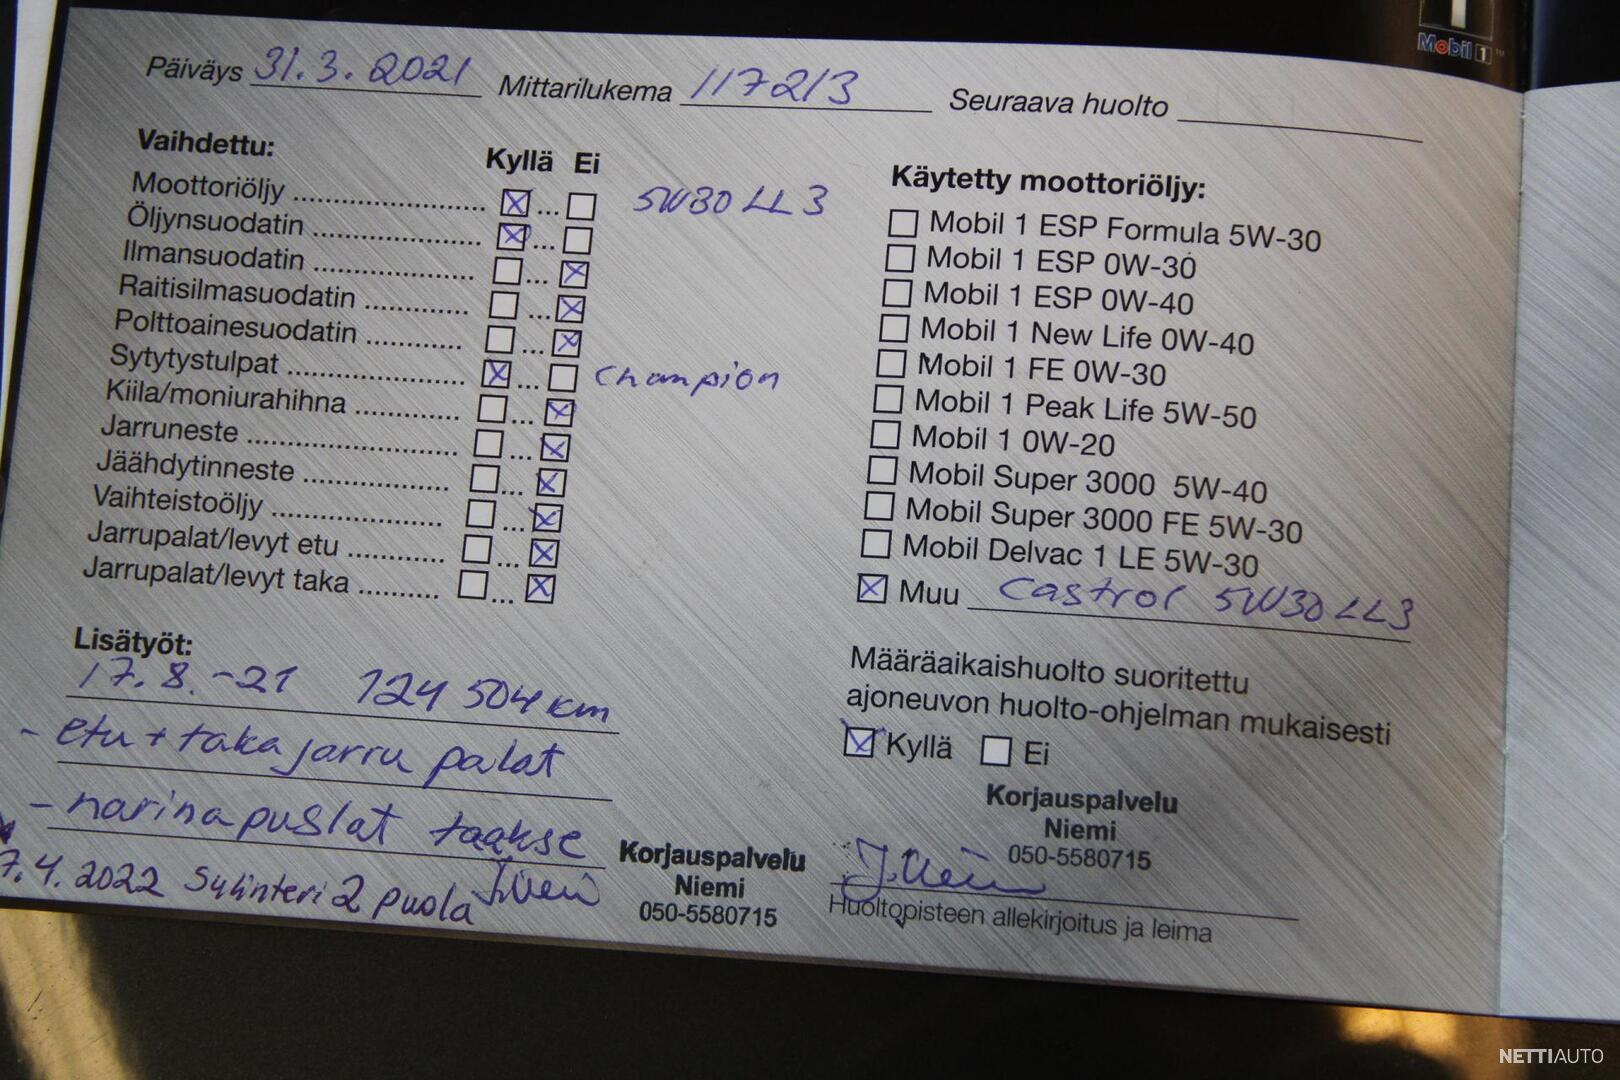 Mobil 1
Päiväys 31.3.2021 Mittarilukema 117213 Seuraava huolto
Vaihdettu: Kyllä Ei
Moottoriöljy ☒ ... ☐ 5W30 LL3
Öljynsuodatin ☒ ... ☐
Ilmansuodatin ☐ ... ☒
Raitisilmasuodatin ☐ ... ☒
Polttoainesuodatin ☐ ... ☒
Sytytystulpat ☒ ... ☐ Champion
Kiila/moniurahihna ☐ ... ☒
Jarruneste ☐ ... ☒
Jäähdytinneste ☐ ... ☒
Vaihteistoöljy ☐ ... ☒
Jarrupalat/levyt etu ☐ ... ☒
Jarrupalat/levyt taka ☐ ... ☒
Käytetty moottoriöljy:
☐ Mobil 1 ESP Formula 5W-30
☐ Mobil 1 ESP 0W-30
☐ Mobil 1 ESP 0W-40
☐ Mobil 1 New Life 0W-40
☐ Mobil 1 FE 0W-30
☐ Mobil 1 Peak Life 5W-50
☐ Mobil 1 0W-20
☐ Mobil Super 3000 5W-40
☐ Mobil Super 3000 FE 5W-30
☐ Mobil Delvac 1 LE 5W-30
☒ Muu Castrol 5W30 LL3
Lisätyöt:
17.8.-21 124 504 km
- etu + taka jarru palat
- narinapuslat taakse
7.4.2022 Sylinteri 2 puola
Korjauspalvelu
Niemi
050-5580715
Määräaikaishuolto suoritettu
ajoneuvon huolto-ohjelman mukaisesti
☒ Kyllä ☐ Ei
Korjauspalvelu
Niemi
050-5580715
Huoltopisteen allekirjoitus ja leima
NETTIAUTO